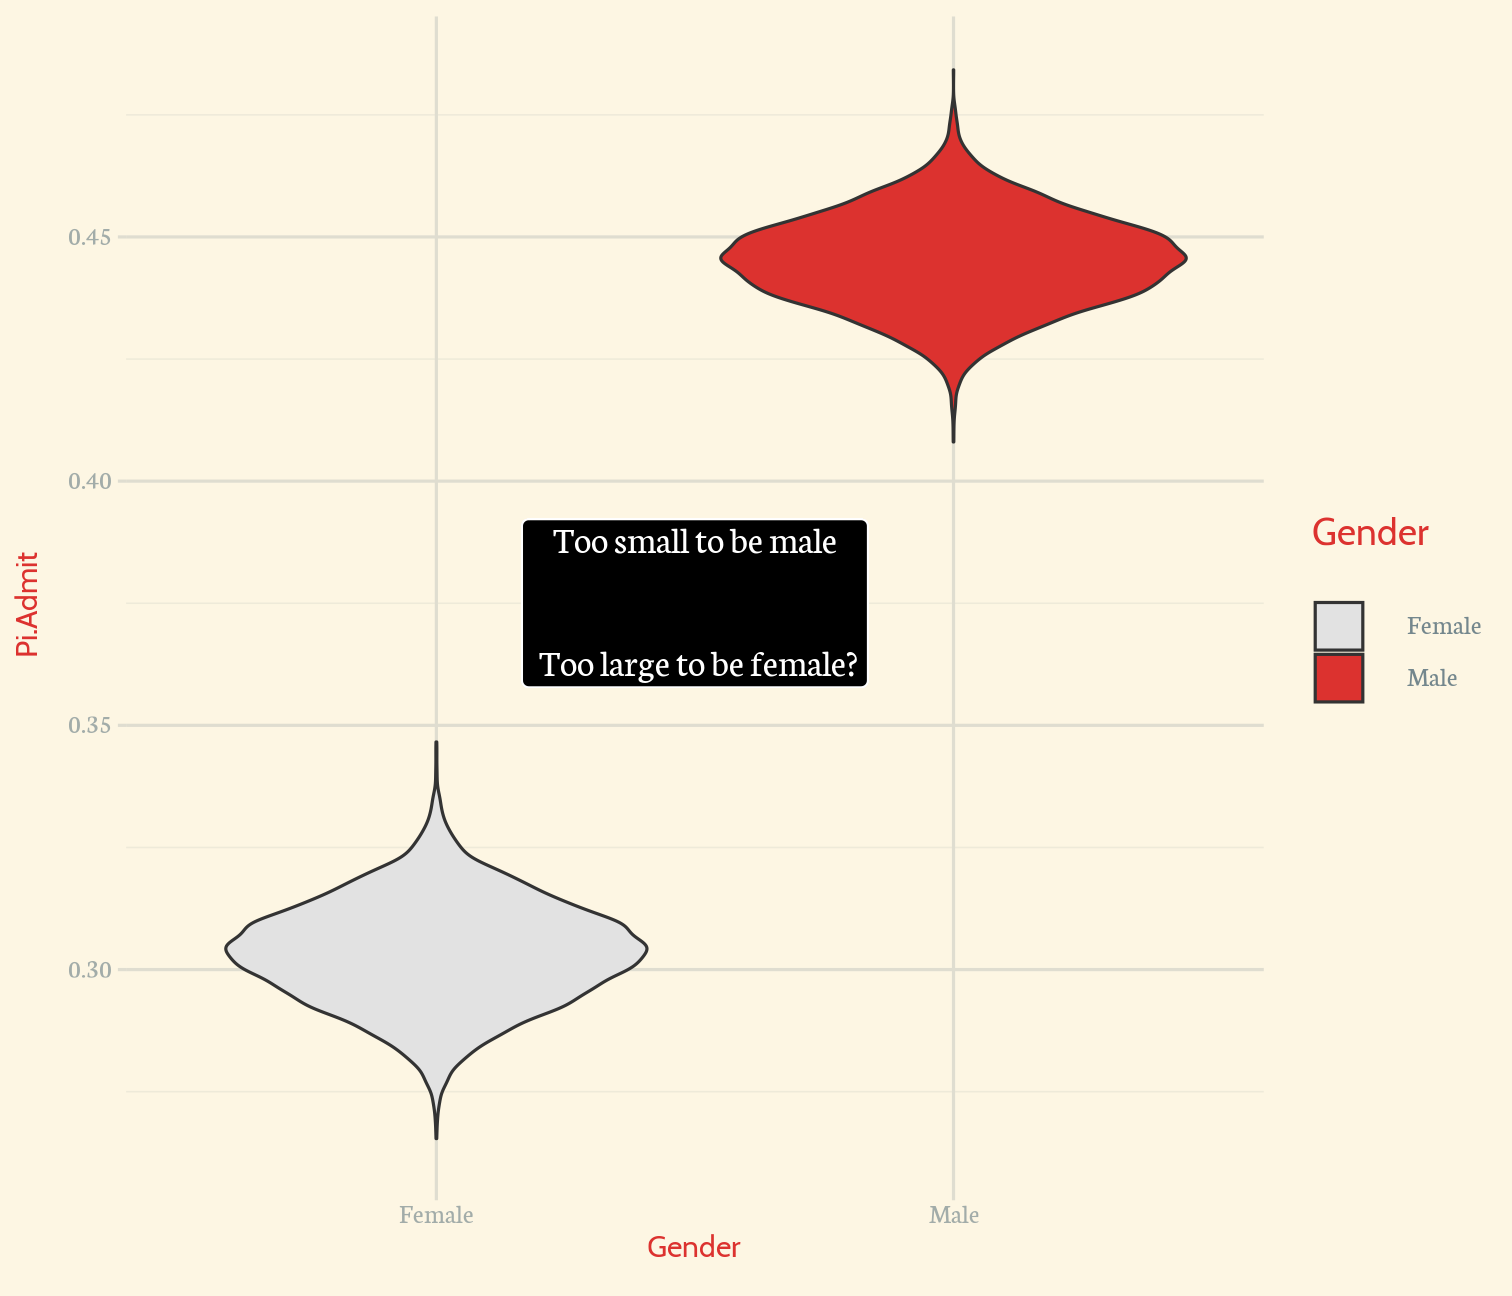 0.45
0.40
0.35
0.30
Pi.Admit
Too small to be male
Too large to be female?
Female
Male
Gender
Gender
Female
Male